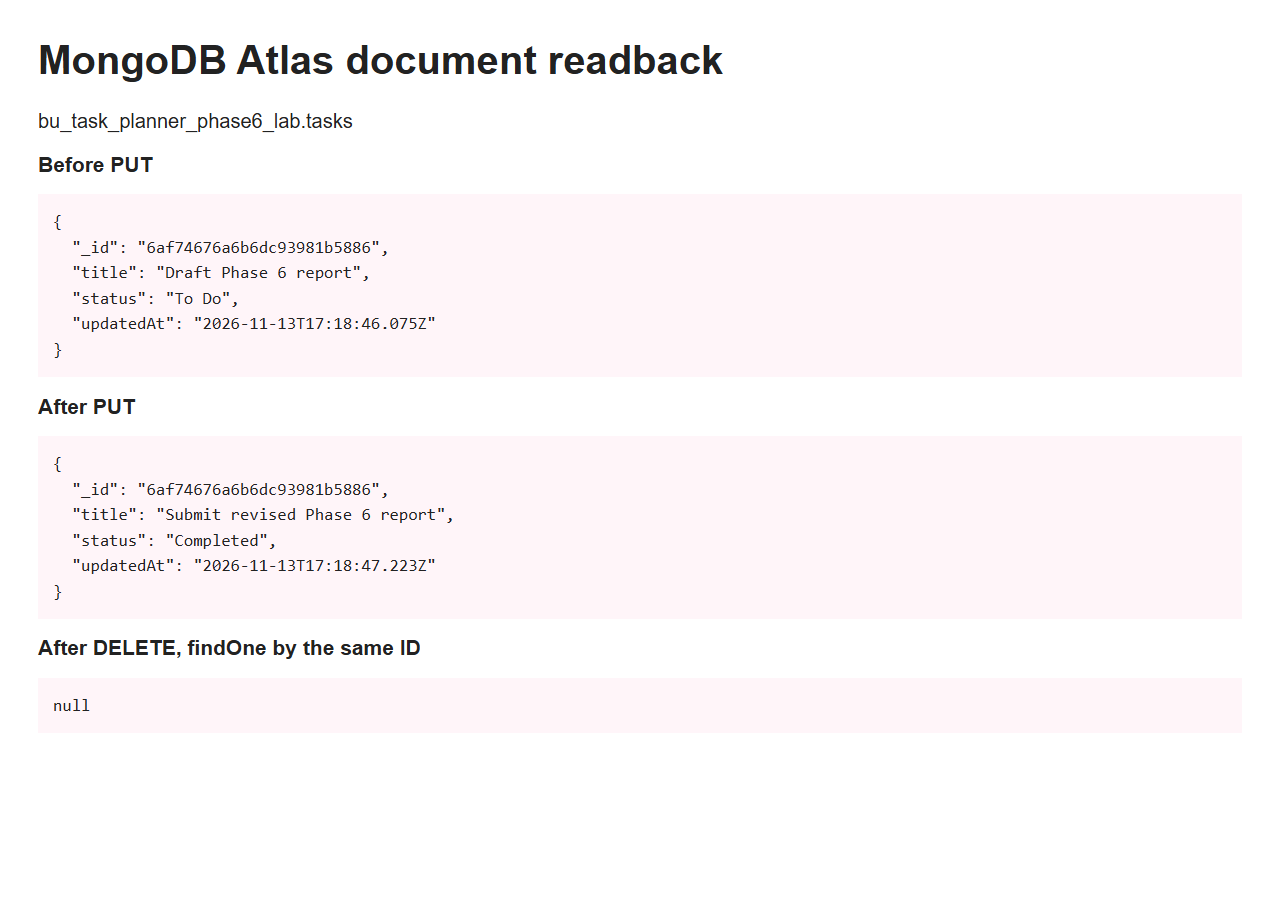 MongoDB Atlas document readback
bu_task_planner_phase6_lab.tasks
Before PUT
{
  "_id": "6af74676a6b6dc93981b5886",
  "title": "Draft Phase 6 report",
  "status": "To Do",
  "updatedAt": "2026-11-13T17:18:46.075Z"
}
After PUT
{
  "_id": "6af74676a6b6dc93981b5886",
  "title": "Submit revised Phase 6 report",
  "status": "Completed",
  "updatedAt": "2026-11-13T17:18:47.223Z"
}
After DELETE, findOne by the same ID
null